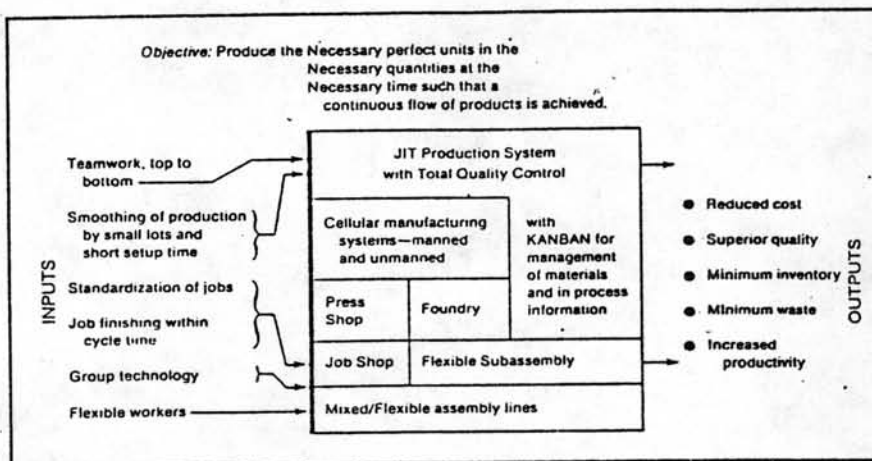 Objective: Produce the Necessary perfect units in the
Necessary quantities at the
Necessary time such that a
continuous flow of products is achieved.
INPUTS
Teamwork, top to
bottom
Smoothing of production
by small lots and
short setup time
Standardization of jobs
Job finishing within
cycle time
Group technology
Flexible workers
JIT Production System
with Total Quality Control
Cellular manufacturing
systems—manned
and unmanned
with
KANBAN for
management
of materials
and in process
information
Press
Shop
Foundry
Job Shop
Flexible Subassembly
Mixed/Flexible assembly lines
● Reduced cost
● Superior quality
● Minimum inventory
● Minimum waste
● Increased
productivity
OUTPUTS